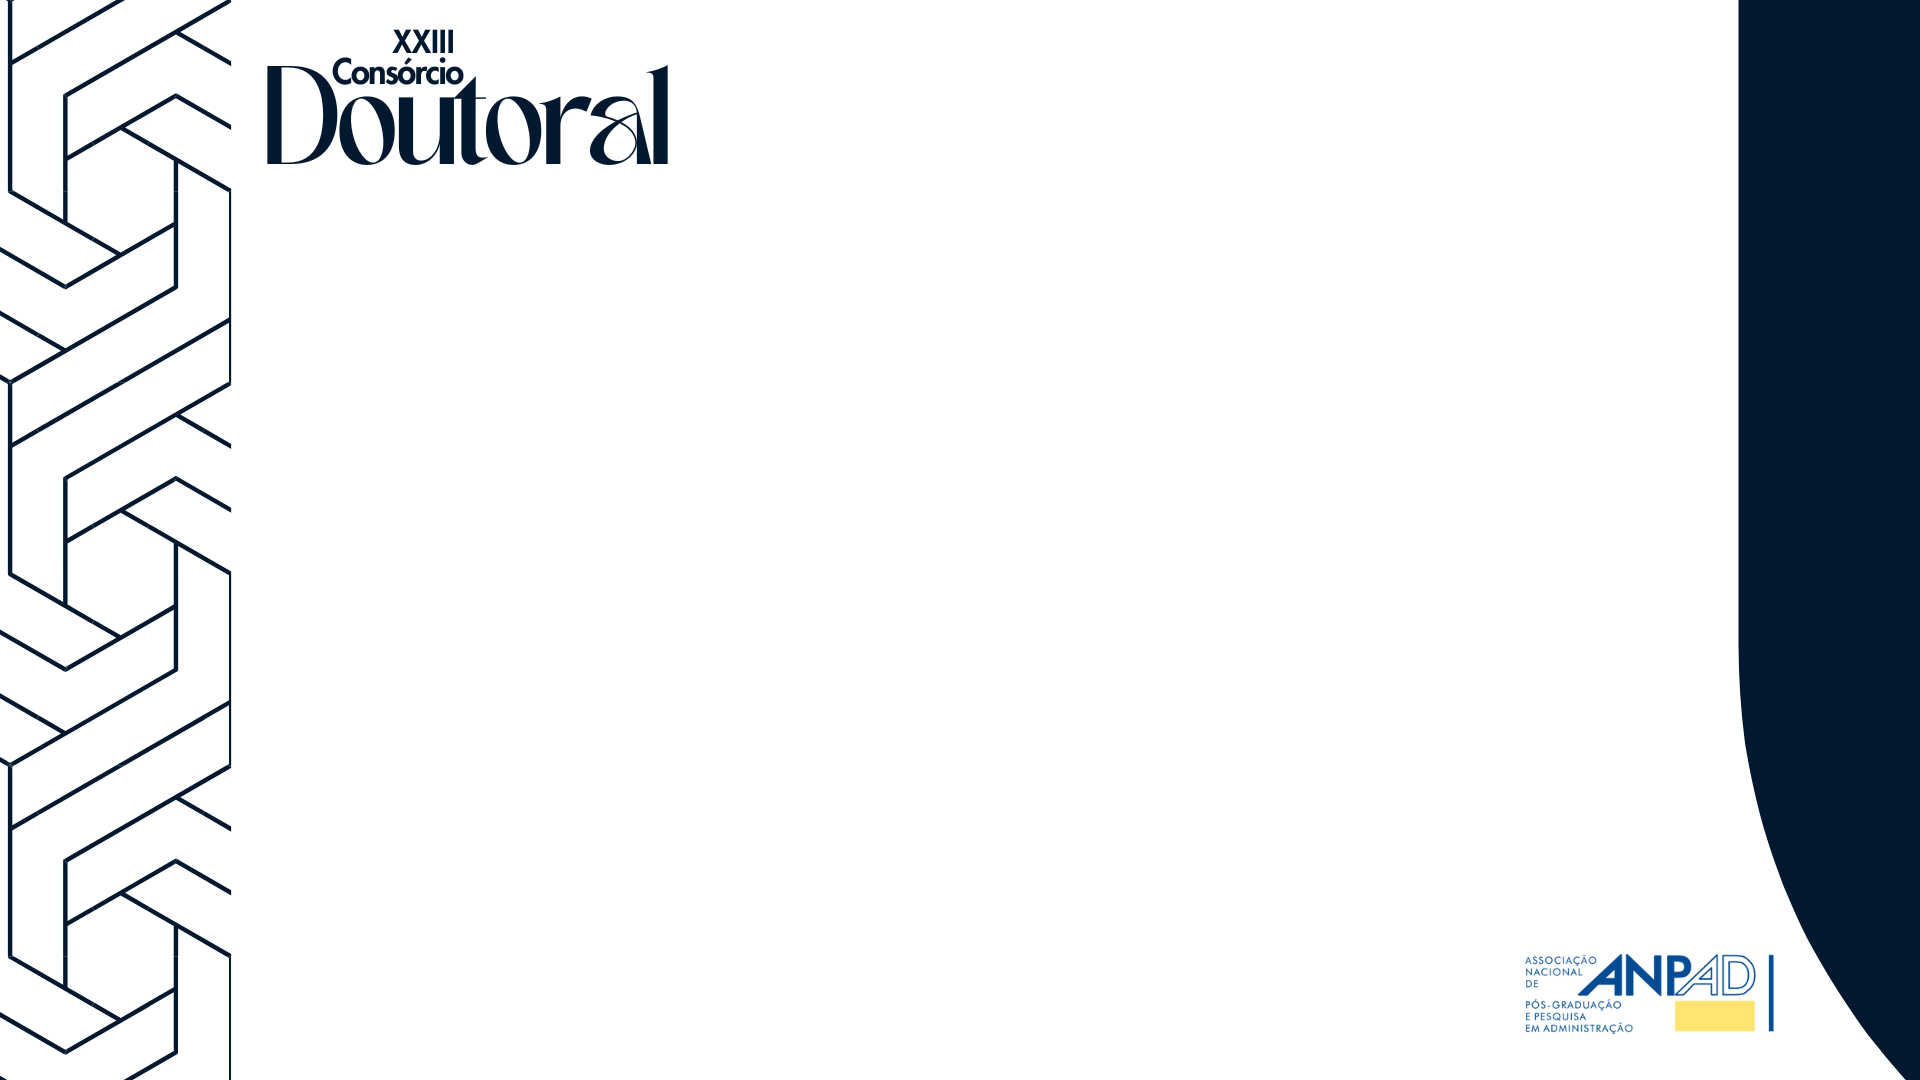 XXIII
Consórcio
Doutoral
ASSOCIAÇÃO
NACIONAL
DE
ANPAD
PÓS-GRADUAÇÃO
E PESQUISA
EM ADMINISTRAÇÃO